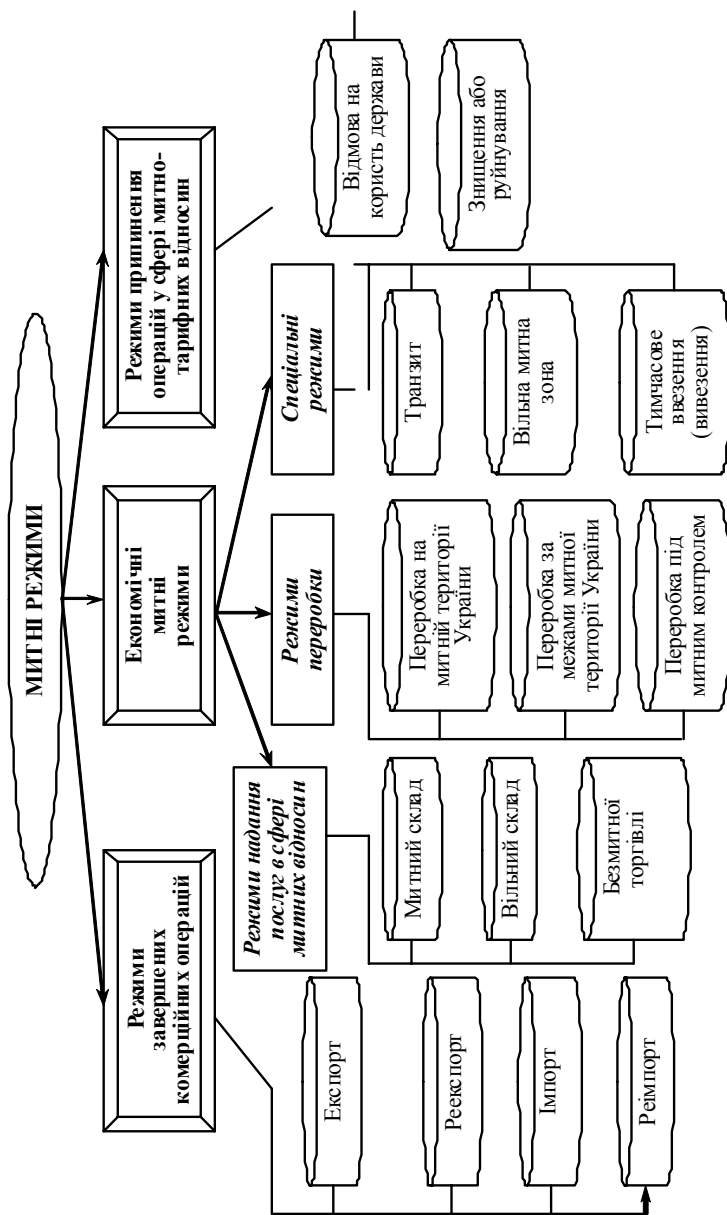 МИТНІ РЕЖИМИ
Режими
завершених
комерційних операцій
Економічні
митні
режими
Режими припинення
операцій у сфері митно-
тарифних відносин
Режими надання
послуг в сфері
митних відносин
Режими
переробки
Спеціальні
режими
Експорт
Реекспорт
Імпорт
Реімпорт
Митний склад
Вільний склад
Безмитної
торгівлі
Переробка на
митній території
України
Переробка за
межами митної
території України
Переробка під
митним контролем
Транзит
Вільна митна
зона
Тимчасове
ввезення
(вивезення)
Відмова на
користь держави
Знищення або
руйнування